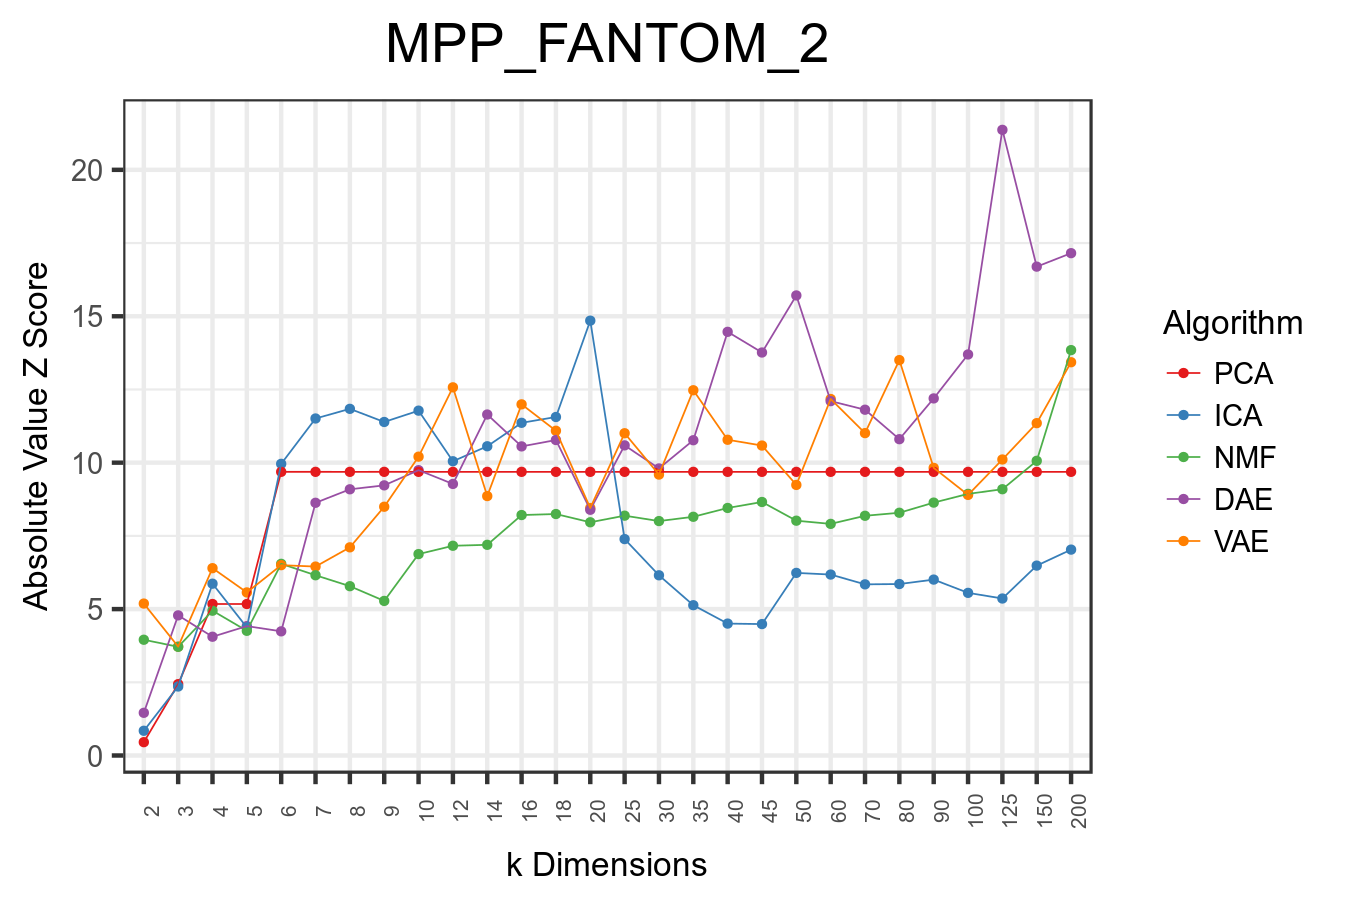 MPP_FANTOM_2
Absolute Value Z Score
20
15
10
5
0
2 3 4 5 6 7 8 9 10 12 14 16 18 20 25 30 35 40 45 50 60 70 80 90 100 125 150 200
k Dimensions
Algorithm
PCA
ICA
NMF
DAE
VAE